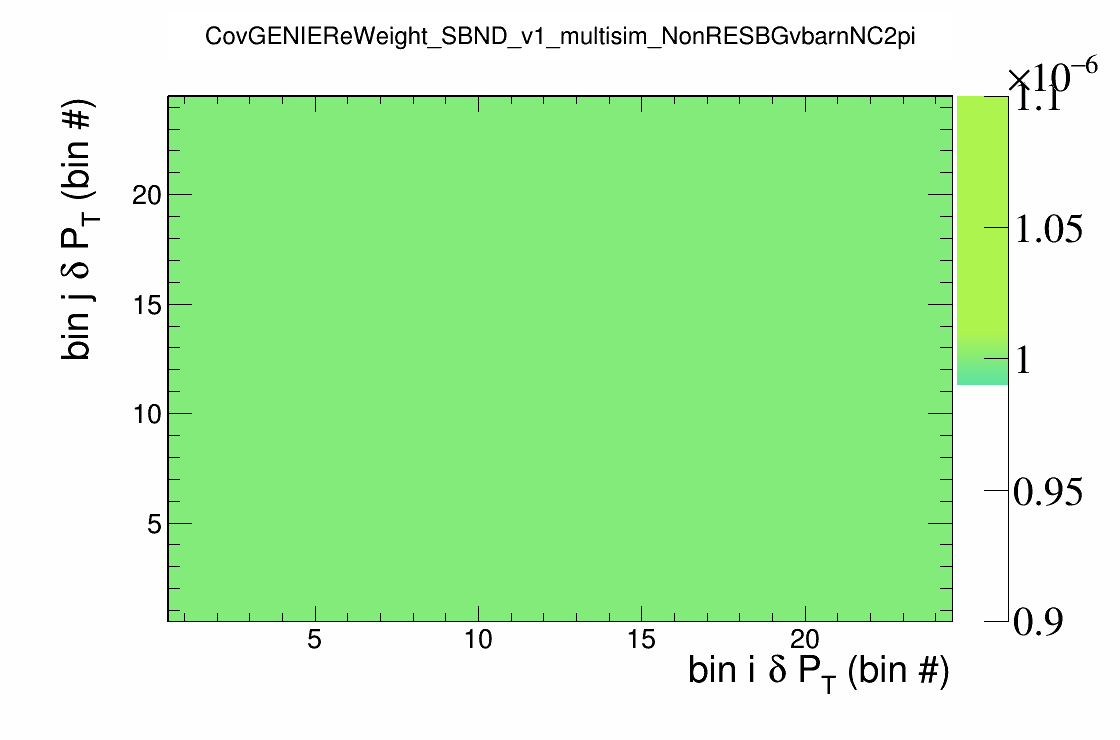 CovGENIEReWeight_SBND_v1_multisim_NonRESBGvbarnNC2pi
×10⁻⁶
1.1
1.05
1
0.95
0.9
bin j δ P_T (bin #)
20
15
10
5
5 10 15 20
bin i δ P_T (bin #)